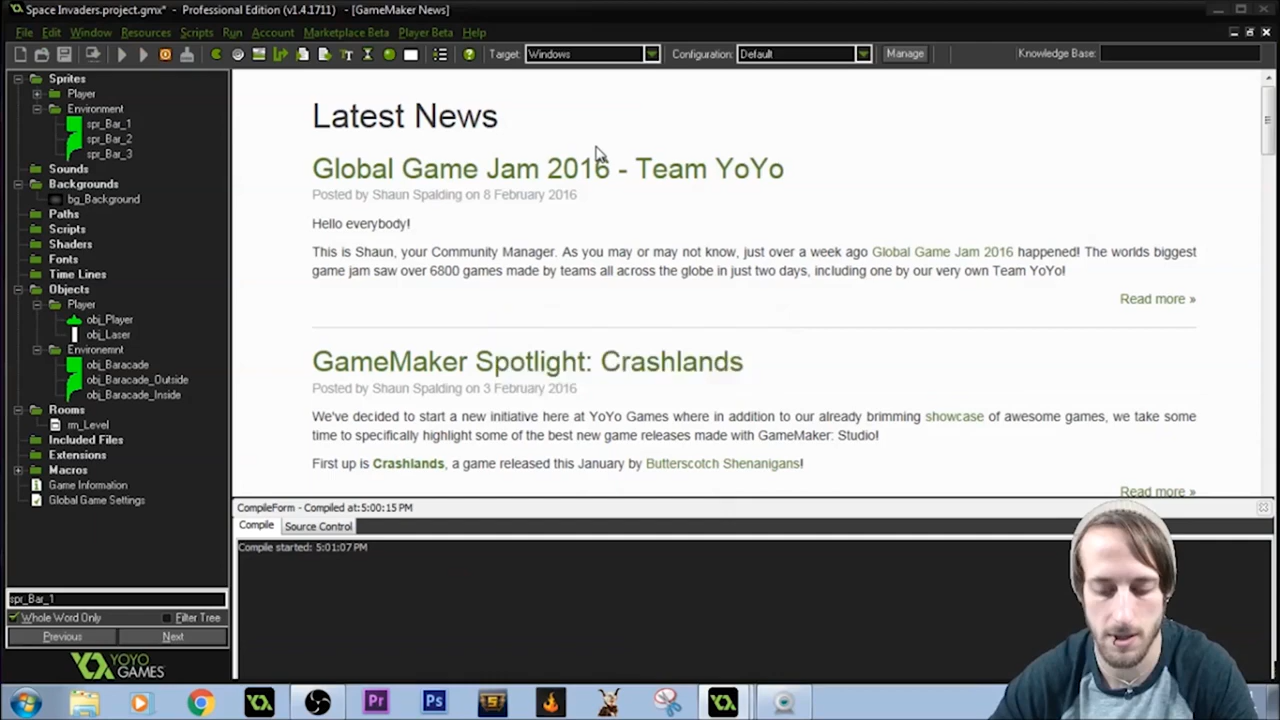 Space Invaders.project.gmx* - Professional Edition (v1.4.1711) - [GameMaker News]
File Edit Window Resources Scripts Run Account Marketplace Beta Player Beta Help
Target: Windows Configuration: Default Manage Knowledge Base:
Sprites
Player
Environment
spr_Bar_1
spr_Bar_2
spr_Bar_3
Sounds
Backgrounds
bg_Background
Paths
Scripts
Shaders
Fonts
Time Lines
Objects
Player
obj_Player
obj_Laser
Environemnt
obj_Baracade
obj_Baracade_Outside
obj_Baracade_Inside
Rooms
rm_Level
Included Files
Extensions
Macros
Game Information
Global Game Settings
spr_Bar_1
Whole Word Only Filter Tree
Previous Next
YOYO
GAMES
Latest News
Global Game Jam 2016 - Team YoYo
Posted by Shaun Spalding on 8 February 2016
Hello everybody!
This is Shaun, your Community Manager. As you may or may not know, just over a week ago Global Game Jam 2016 happened! The worlds biggest
game jam saw over 6800 games made by teams all across the globe in just two days, including one by our very own Team YoYo!
Read more »
GameMaker Spotlight: Crashlands
Posted by Shaun Spalding on 3 February 2016
We've decided to start a new initiative here at YoYo Games where in addition to our already brimming showcase of awesome games, we take some
time to specifically highlight some of the best new game releases made with GameMaker: Studio!
First up is Crashlands, a game released this January by Butterscotch Shenanigans!
Read more »
CompileForm - Compiled at:5:00:15 PM
Compile Source Control
Compile started: 5:01:07 PM
Pr Ps